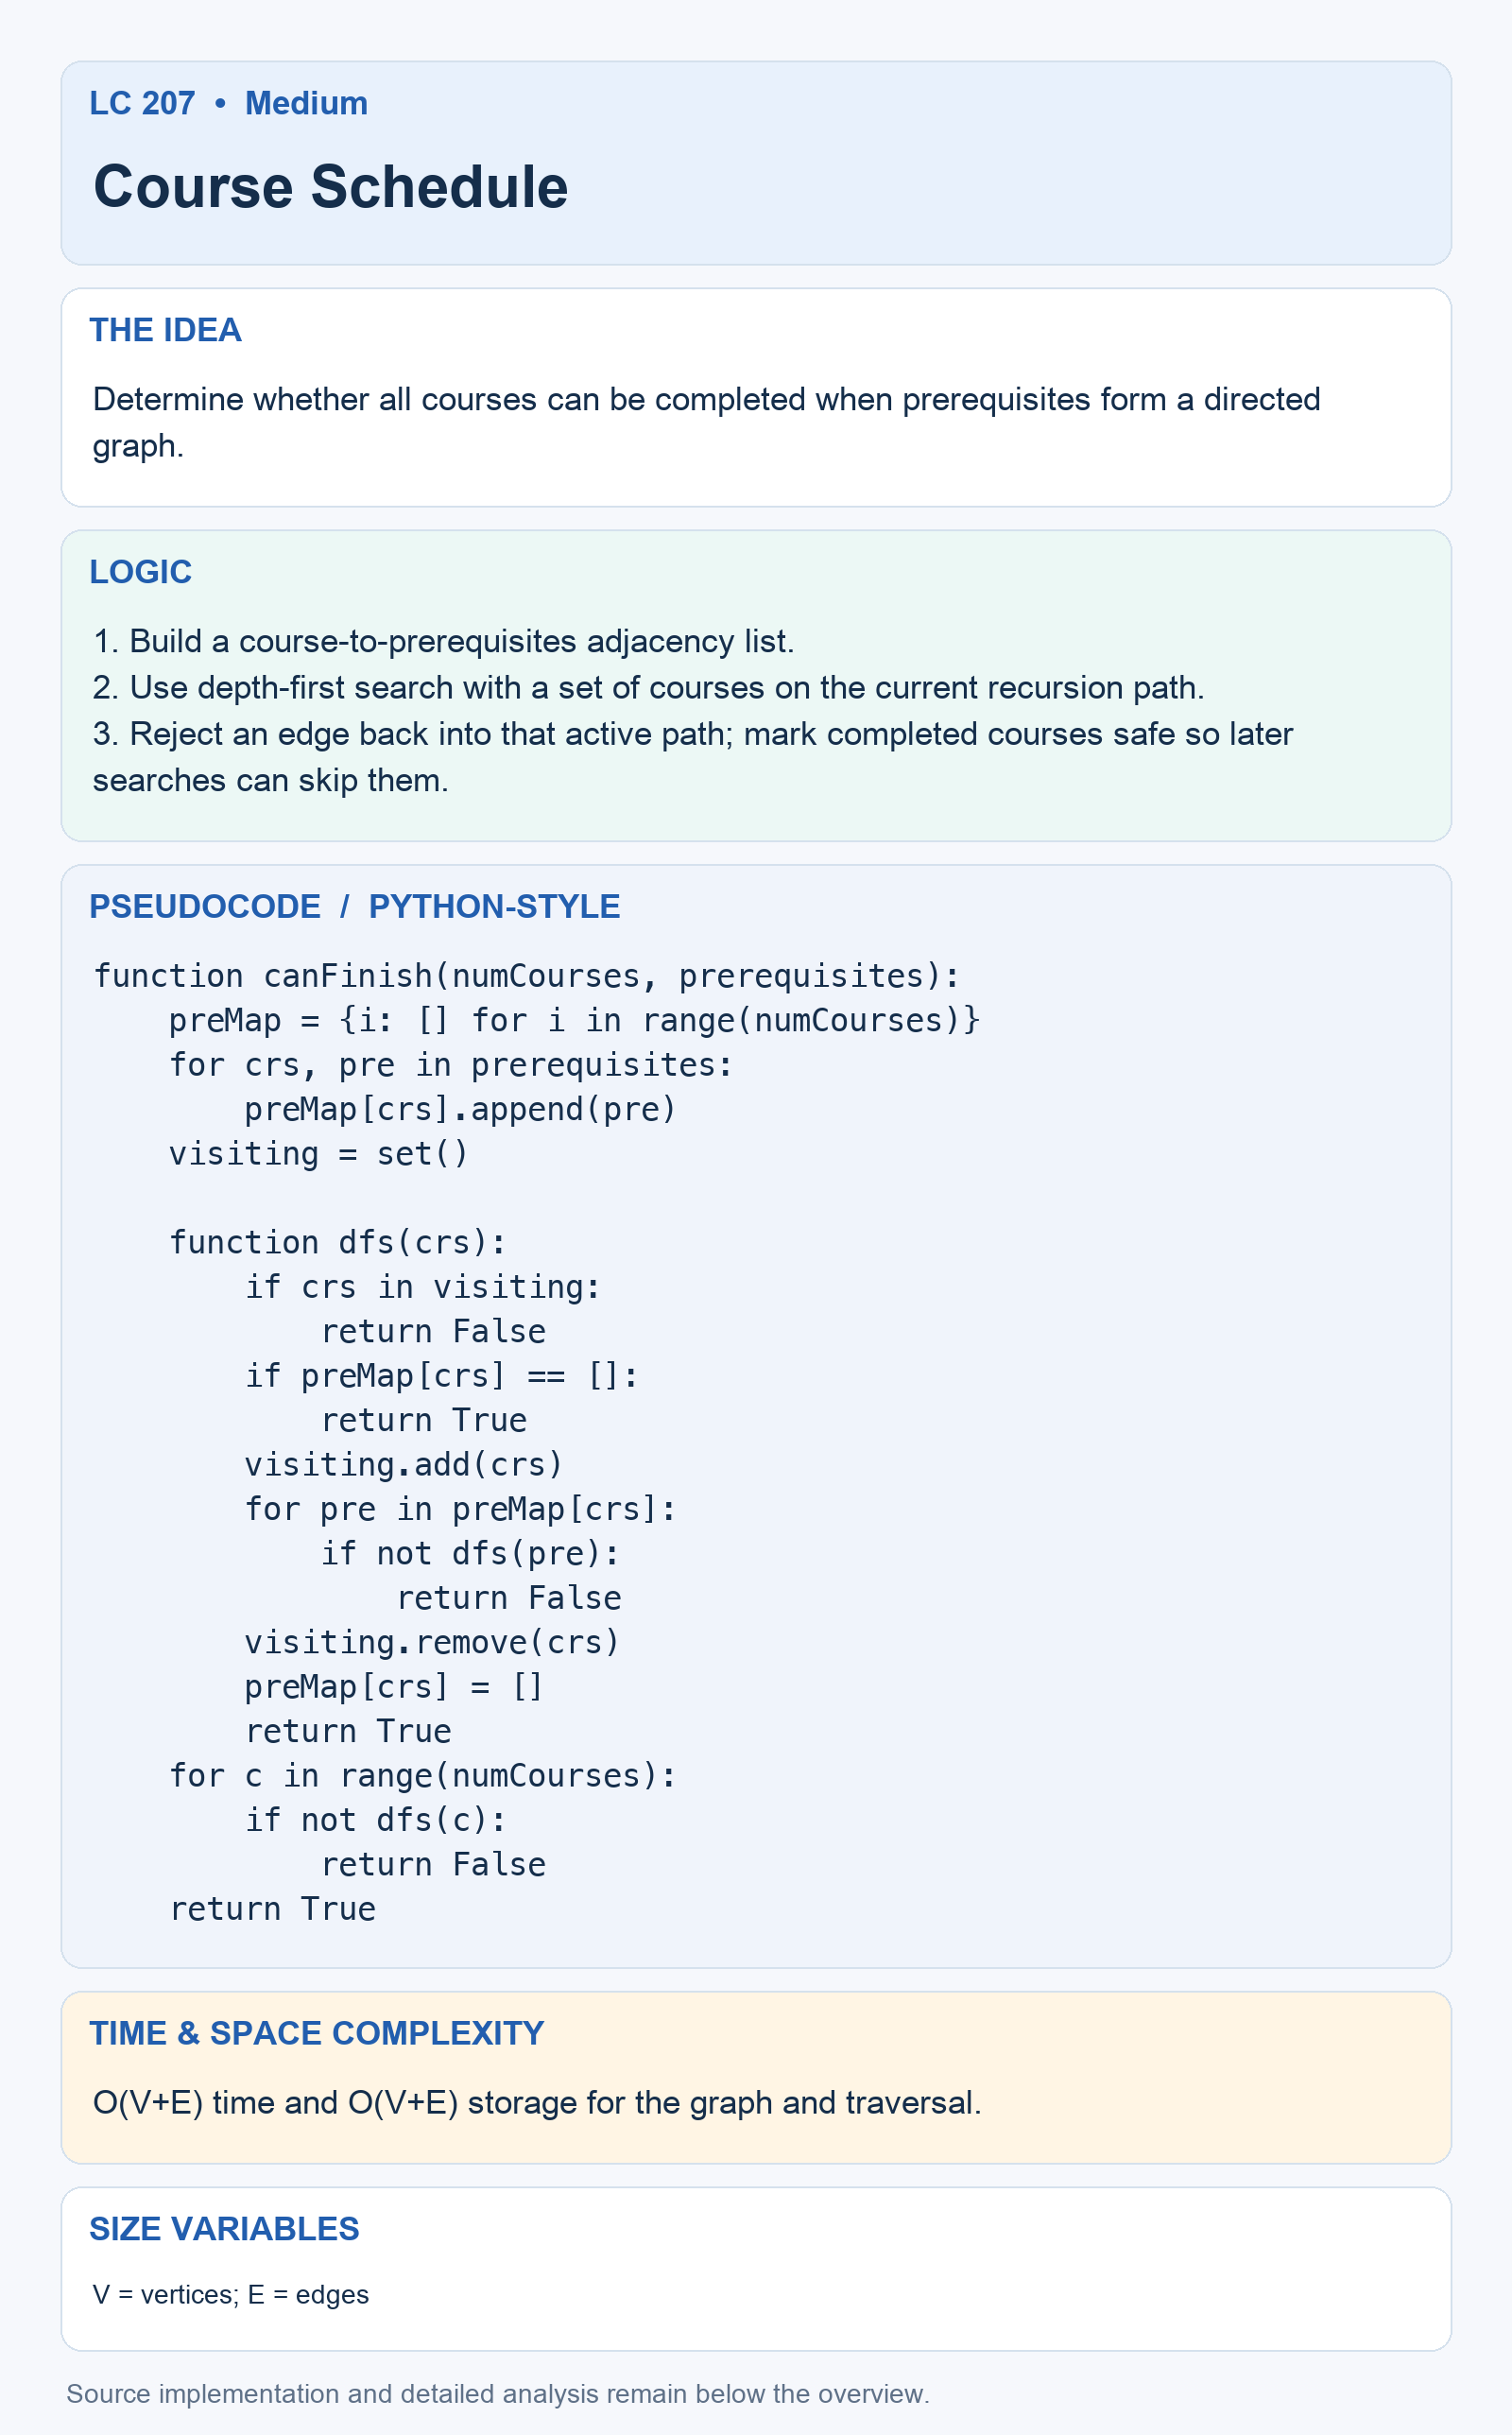 LC 207 • Medium
Course Schedule
THE IDEA
Determine whether all courses can be completed when prerequisites form a directed
graph.
LOGIC
1. Build a course-to-prerequisites adjacency list.
2. Use depth-first search with a set of courses on the current recursion path.
3. Reject an edge back into that active path; mark completed courses safe so later
searches can skip them.
PSEUDOCODE / PYTHON-STYLE
function canFinish(numCourses, prerequisites):
    preMap = {i: [] for i in range(numCourses)}
    for crs, pre in prerequisites:
        preMap[crs].append(pre)
    visiting = set()

    function dfs(crs):
        if crs in visiting:
            return False
        if preMap[crs] == []:
            return True
        visiting.add(crs)
        for pre in preMap[crs]:
            if not dfs(pre):
                return False
        visiting.remove(crs)
        preMap[crs] = []
        return True
    for c in range(numCourses):
        if not dfs(c):
            return False
    return True
TIME & SPACE COMPLEXITY
O(V+E) time and O(V+E) storage for the graph and traversal.
SIZE VARIABLES
V = vertices; E = edges
Source implementation and detailed analysis remain below the overview.